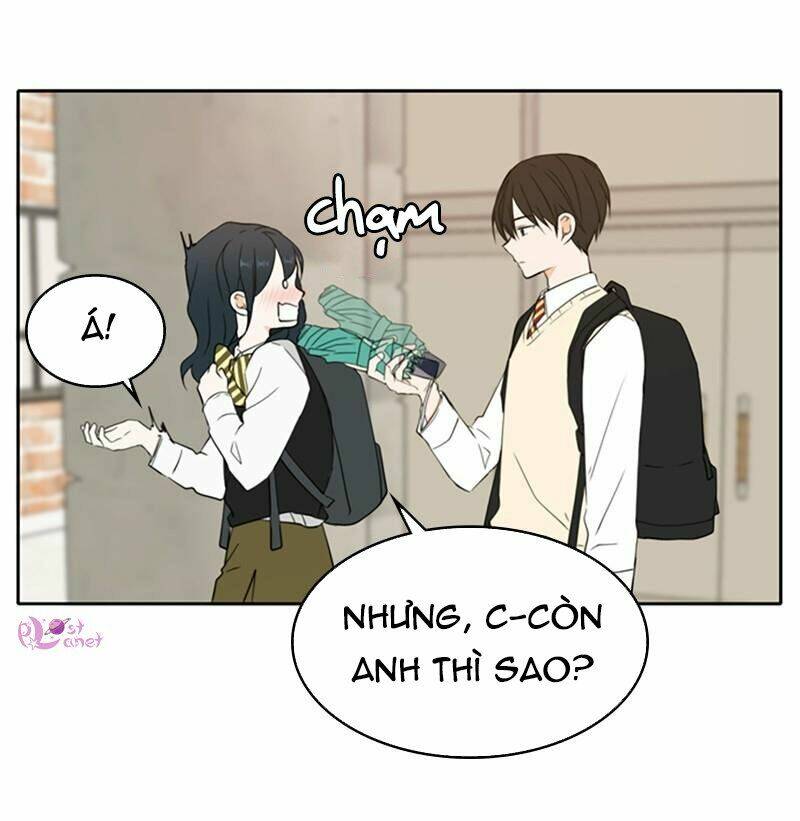 chạm
Á!
NHƯNG, C-CÒN
ANH THÌ SAO?
Lost
Planet